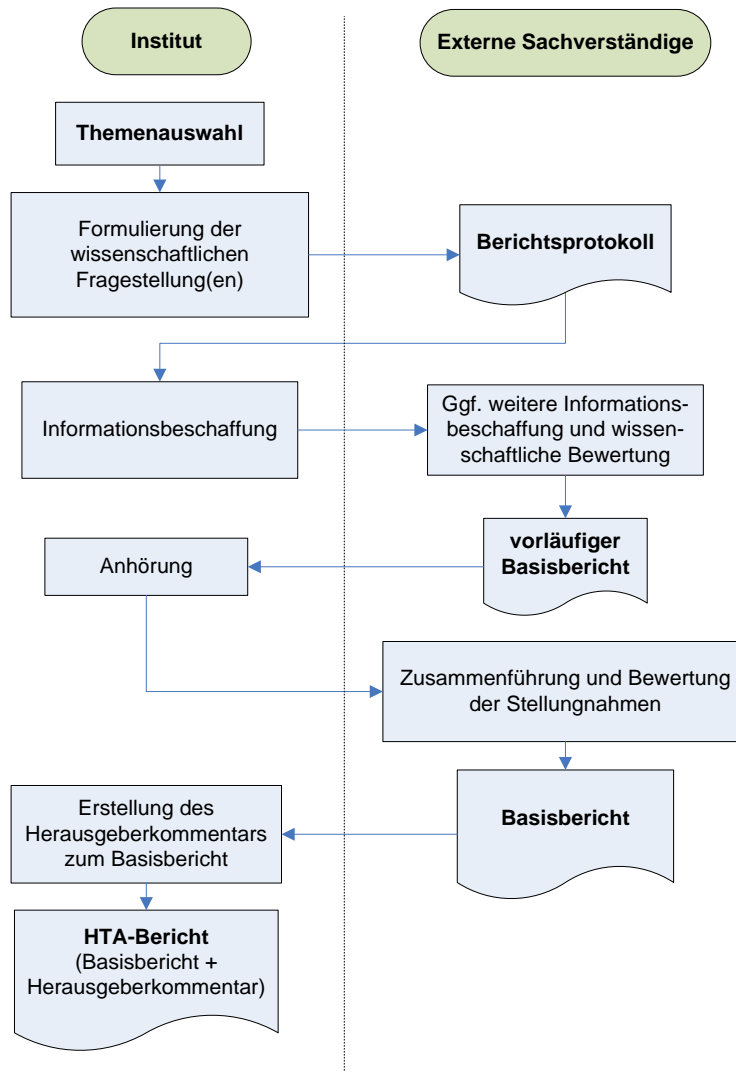 Institut
Externe Sachverständige
Themenauswahl
Formulierung der
wissenschaftlichen
Fragestellung(en)
Berichtsprotokoll
Informationsbeschaffung
Ggf. weitere Informations-
beschaffung und wissen-
schaftliche Bewertung
vorläufiger
Basisbericht
Anhörung
Zusammenführung und Bewertung
der Stellungnahmen
Basisbericht
Erstellung des
Herausgeberkommentars
zum Basisbericht
HTA-Bericht
(Basisbericht +
Herausgeberkommentar)